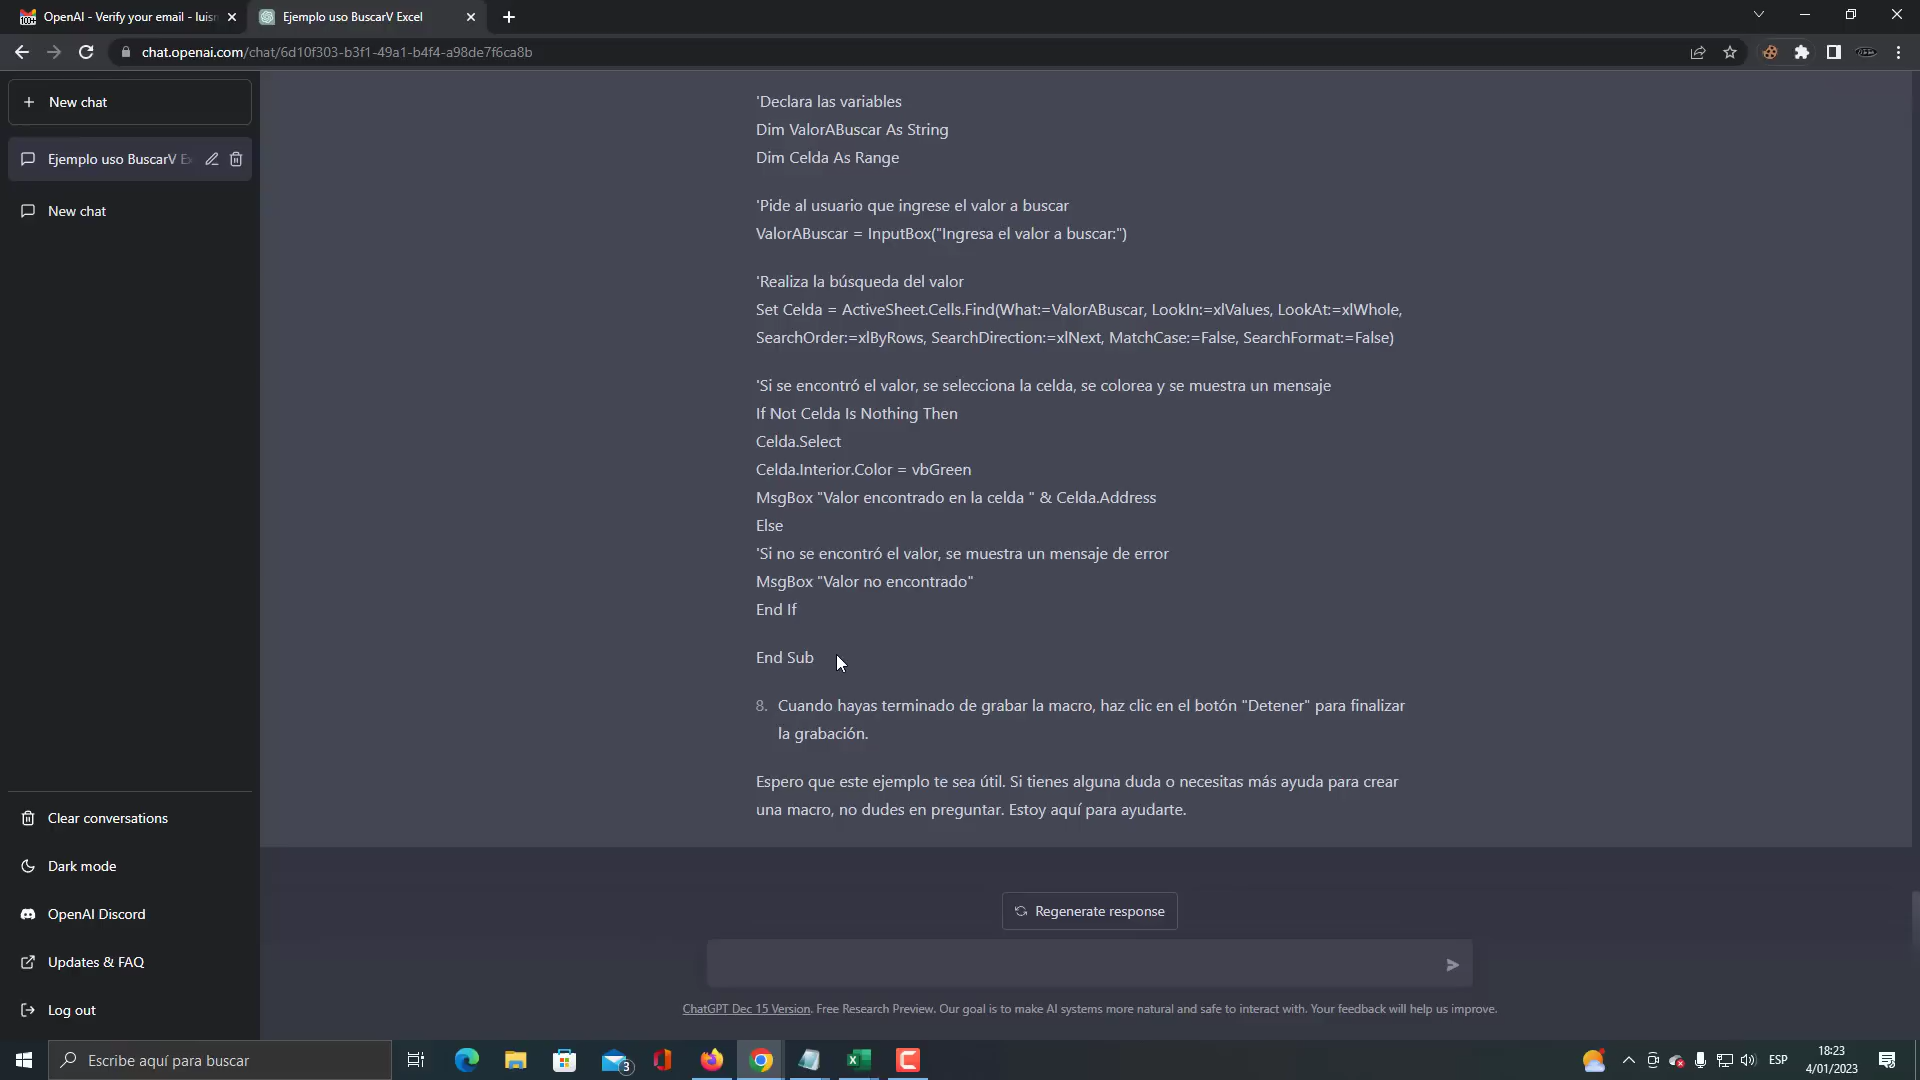 OpenAI - Verify your email - luisn
Ejemplo uso BuscarV Excel
chat.openai.com/chat/6d10f303-b3f1-49a1-b4f4-a98de7f6ca8b
New chat
Ejemplo uso BuscarV Ex
New chat
'Declara las variables
Dim ValorABuscar As String
Dim Celda As Range
'Pide al usuario que ingrese el valor a buscar
ValorABuscar = InputBox("Ingresa el valor a buscar:")
'Realiza la búsqueda del valor
Set Celda = ActiveSheet.Cells.Find(What:=ValorABuscar, LookIn:=xlValues, LookAt:=xlWhole,
SearchOrder:=xlByRows, SearchDirection:=xlNext, MatchCase:=False, SearchFormat:=False)
'Si se encontró el valor, se selecciona la celda, se colorea y se muestra un mensaje
If Not Celda Is Nothing Then
Celda.Select
Celda.Interior.Color = vbGreen
MsgBox "Valor encontrado en la celda " & Celda.Address
Else
'Si no se encontró el valor, se muestra un mensaje de error
MsgBox "Valor no encontrado"
End If
End Sub
8. Cuando hayas terminado de grabar la macro, haz clic en el botón "Detener" para finalizar
la grabación.
Espero que este ejemplo te sea útil. Si tienes alguna duda o necesitas más ayuda para crear
una macro, no dudes en preguntar. Estoy aquí para ayudarte.
Clear conversations
Dark mode
OpenAI Discord
Updates & FAQ
Log out
Regenerate response
ChatGPT Dec 15 Version. Free Research Preview. Our goal is to make AI systems more natural and safe to interact with. Your feedback will help us improve.
Escribe aquí para buscar
3
ESP
18:23
4/01/2023